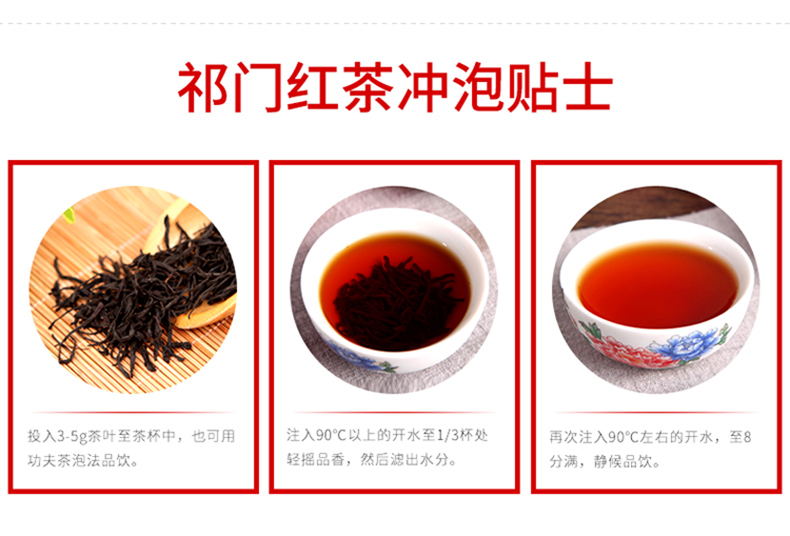 祁门红茶冲泡贴士
投入3-5g茶叶至茶杯中，也可用
功夫茶泡法品饮。
注入90℃以上的开水至1/3杯处
轻摇品香，然后滤出水分。
再次注入90℃左右的开水，至8
分满，静候品饮。